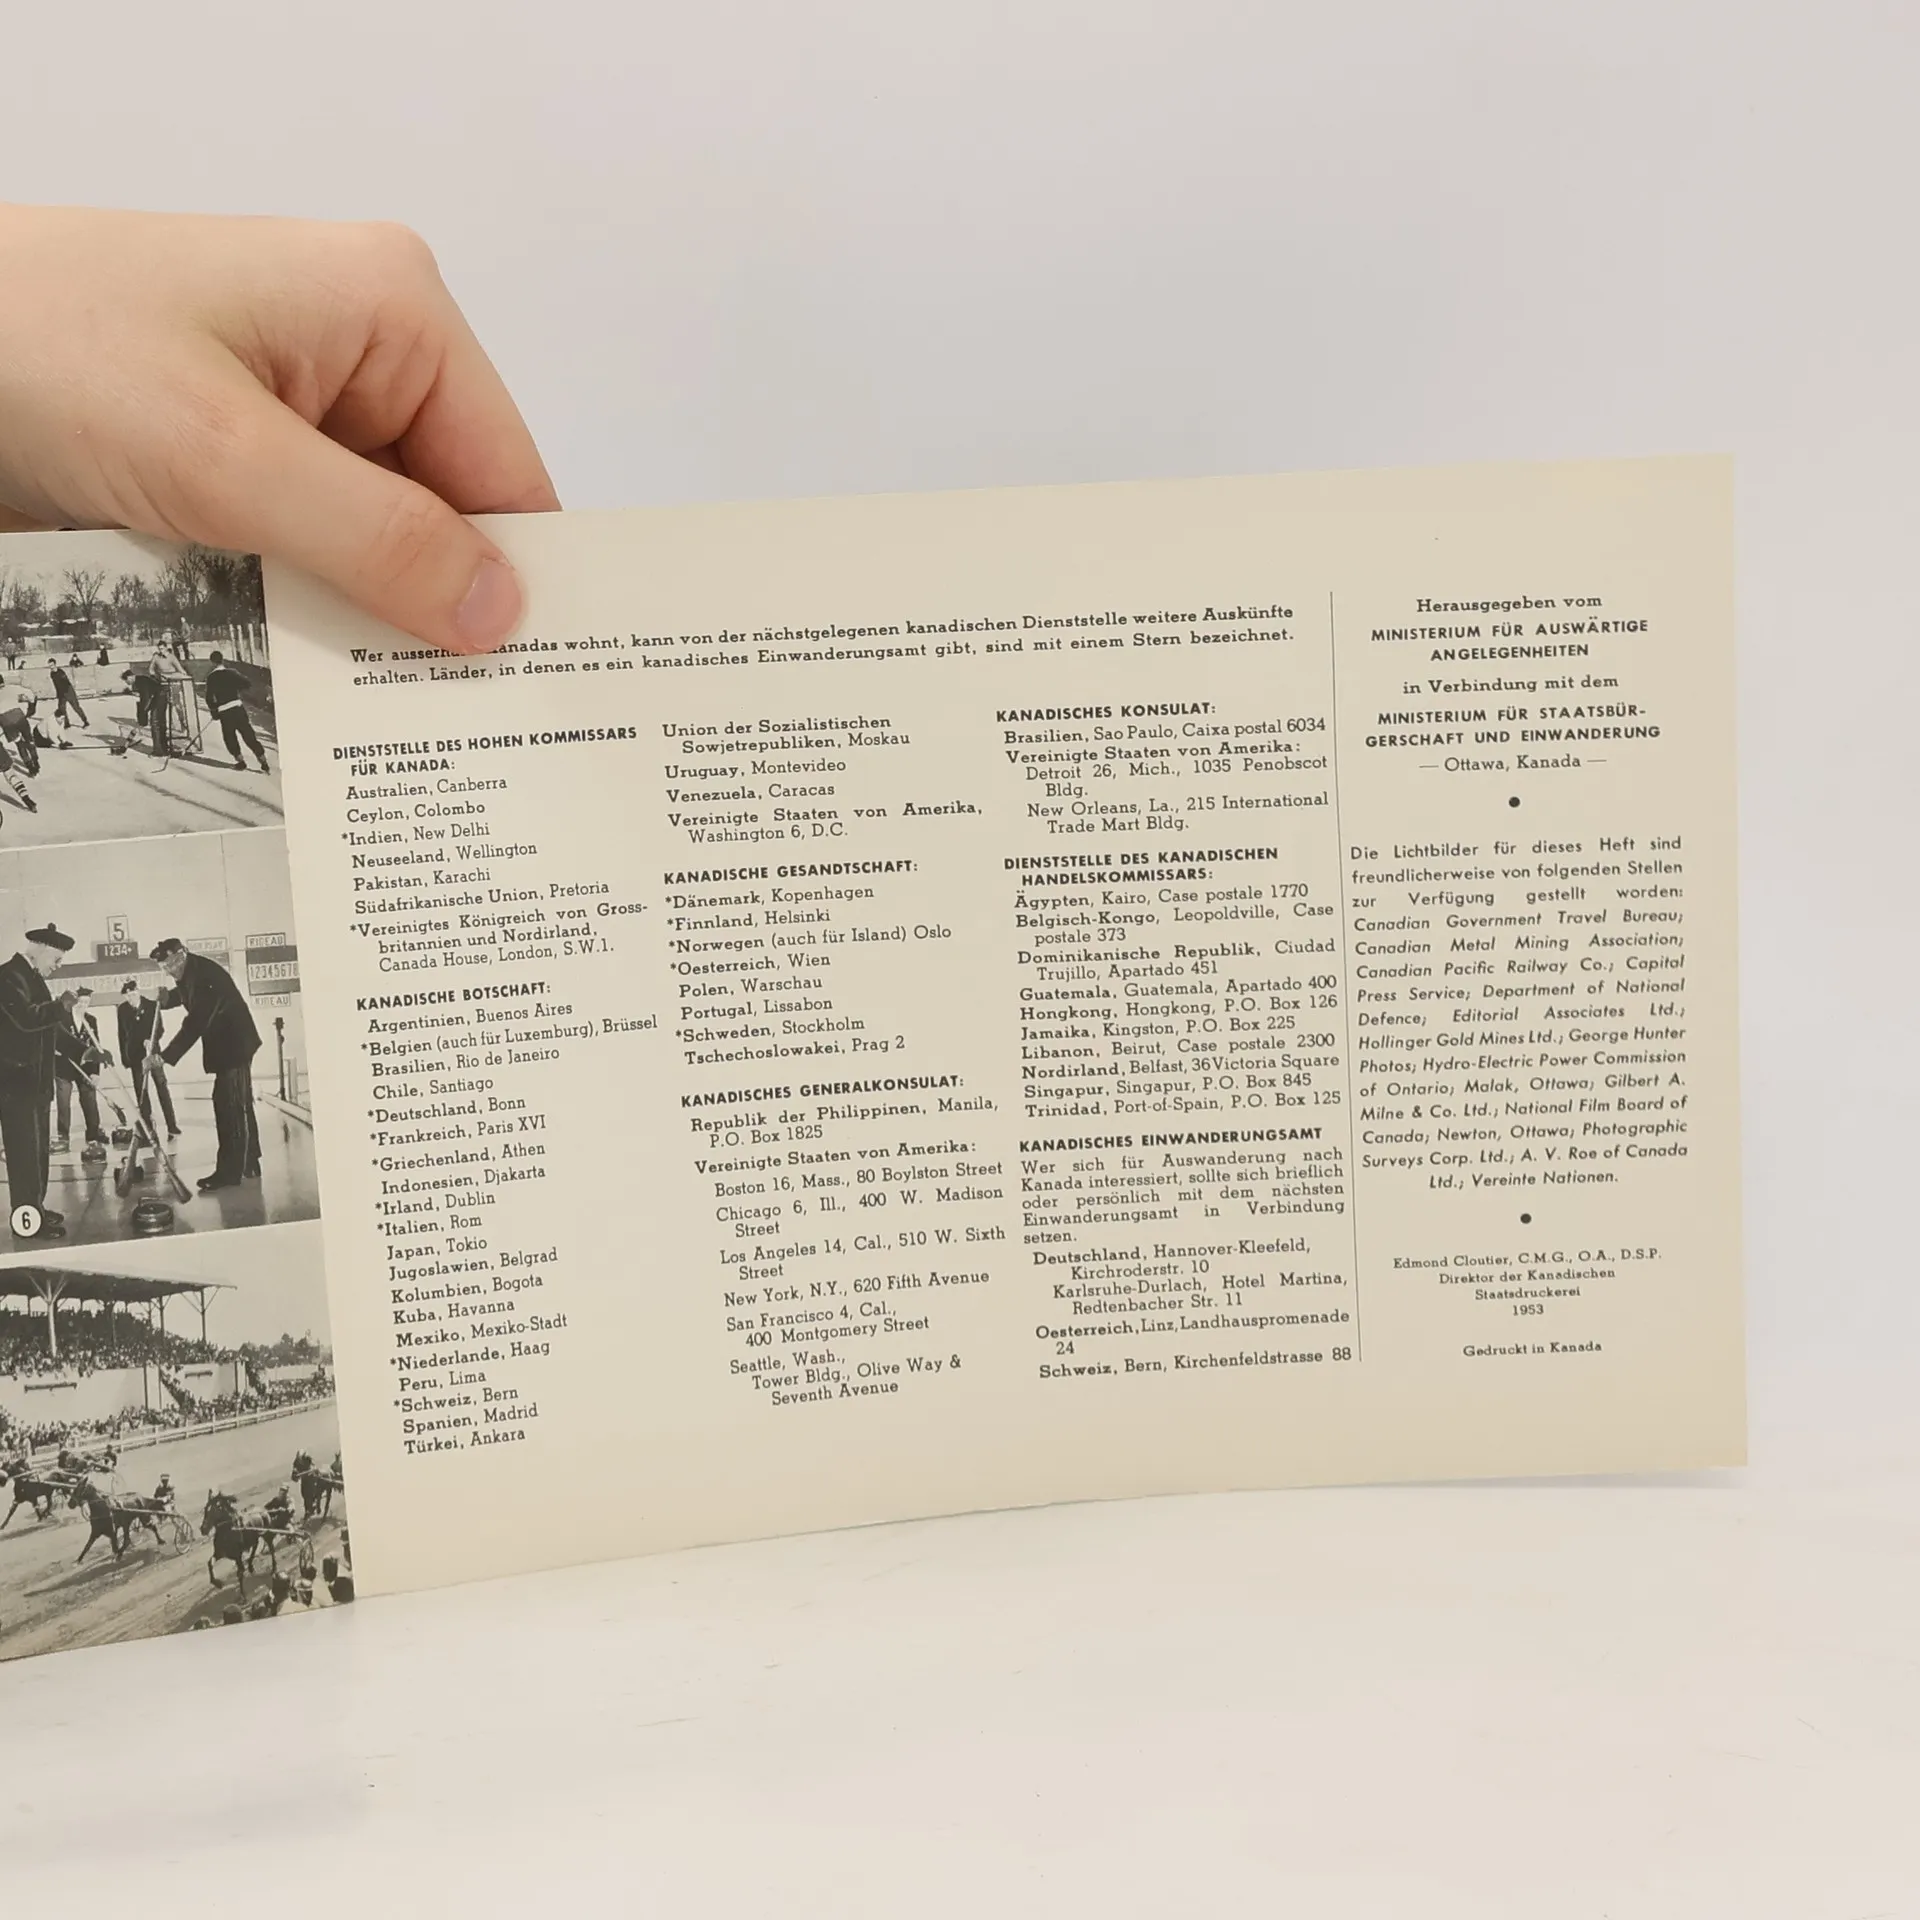 Wer ausserh Kanadas wohnt, kann von der nächstgelegenen kanadischen Dienststelle weitere Auskünfte
erhalten. Länder, in denen es ein kanadisches Einwanderungsamt gibt, sind mit einem Stern bezeichnet.
DIENSTSTELLE DES HOHEN KOMMISSARS
FÜR KANADA:
Australien, Canberra
Ceylon, Colombo
*Indien, New Delhi
Neuseeland, Wellington
Pakistan, Karachi
Südafrikanische Union, Pretoria
*Vereinigtes Königreich von Gross-
britannien und Nordirland,
Canada House, London, S.W.1.
KANADISCHE BOTSCHAFT:
Argentinien, Buenos Aires
*Belgien (auch für Luxemburg), Brüssel
Brasilien, Rio de Janeiro
Chile, Santiago
*Deutschland, Bonn
*Frankreich, Paris XVI
*Griechenland, Athen
Indonesien, Djakarta
*Irland, Dublin
*Italien, Rom
Japan, Tokio
Jugoslawien, Belgrad
Kolumbien, Bogota
Kuba, Havanna
Mexiko, Mexiko-Stadt
*Niederlande, Haag
Peru, Lima
*Schweiz, Bern
Spanien, Madrid
Türkei, Ankara
Union der Sozialistischen
Sowjetrepubliken, Moskau
Uruguay, Montevideo
Venezuela, Caracas
Vereinigte Staaten von Amerika,
Washington 6, D.C.
KANADISCHE GESANDTSCHAFT:
*Dänemark, Kopenhagen
*Finnland, Helsinki
*Norwegen (auch für Island) Oslo
*Oesterreich, Wien
Polen, Warschau
Portugal, Lissabon
*Schweden, Stockholm
Tschechoslowakei, Prag 2
KANADISCHES GENERALKONSULAT:
Republik der Philippinen, Manila,
P.O. Box 1825
Vereinigte Staaten von Amerika:
Boston 16, Mass., 80 Boylston Street
Chicago 6, Ill., 400 W. Madison
Street
Los Angeles 14, Cal., 510 W. Sixth
Street
New York, N.Y., 620 Fifth Avenue
San Francisco 4, Cal.,
400 Montgomery Street
Seattle, Wash.,
Tower Bldg., Olive Way &
Seventh Avenue
KANADISCHES KONSULAT:
Brasilien, Sao Paulo, Caixa postal 6034
Vereinigte Staaten von Amerika:
Detroit 26, Mich., 1035 Penobscot
Bldg.
New Orleans, La., 215 International
Trade Mart Bldg.
DIENSTSTELLE DES KANADISCHEN
HANDELSKOMMISSARS:
Ägypten, Kairo, Case postale 1770
Belgisch-Kongo, Leopoldville, Case
postale 373
Dominikanische Republik, Ciudad
Trujillo, Apartado 451
Guatemala, Guatemala, Apartado 400
Hongkong, Hongkong, P.O. Box 126
Jamaika, Kingston, P.O. Box 225
Libanon, Beirut, Case postale 2300
Nordirland, Belfast, 36 Victoria Square
Singapur, Singapur, P.O. Box 845
Trinidad, Port-of-Spain, P.O. Box 125
KANADISCHES EINWANDERUNGSAMT
Wer sich für Auswanderung nach
Kanada interessiert, sollte sich brieflich
oder persönlich mit dem nächsten
Einwanderungsamt in Verbindung
setzen.
Deutschland, Hannover-Kleefeld,
Kirchroderstr. 10
Karlsruhe-Durlach, Hotel Martina,
Redtenbacher Str. 11
Oesterreich, Linz, Landhauspromenade
24
Schweiz, Bern, Kirchenfeldstrasse 88
Herausgegeben vom
MINISTERIUM FÜR AUSWÄRTIGE
ANGELEGENHEITEN
in Verbindung mit dem
MINISTERIUM FÜR STAATSBÜR-
GERSCHAFT UND EINWANDERUNG
— Ottawa, Kanada —
Die Lichtbilder für dieses Heft sind
freundlicherweise von folgenden Stellen
zur Verfügung gestellt worden:
Canadian Government Travel Bureau;
Canadian Metal Mining Association;
Canadian Pacific Railway Co.; Capital
Press Service; Department of National
Defence; Editorial Associates Ltd.;
Hollinger Gold Mines Ltd.; George Hunter
Photos; Hydro-Electric Power Commission
of Ontario; Malak, Ottawa; Gilbert A.
Milne & Co. Ltd.; National Film Board of
Canada; Newton, Ottawa; Photographic
Surveys Corp. Ltd.; A. V. Roe of Canada
Ltd.; Vereinte Nationen.
Edmond Cloutier, C.M.G., O.A., D.S.P.
Direktor der Kanadischen
Staatsdruckerei
1953
Gedruckt in Kanada
5
1234
RIDEAU
12345678
RIDEAU
6